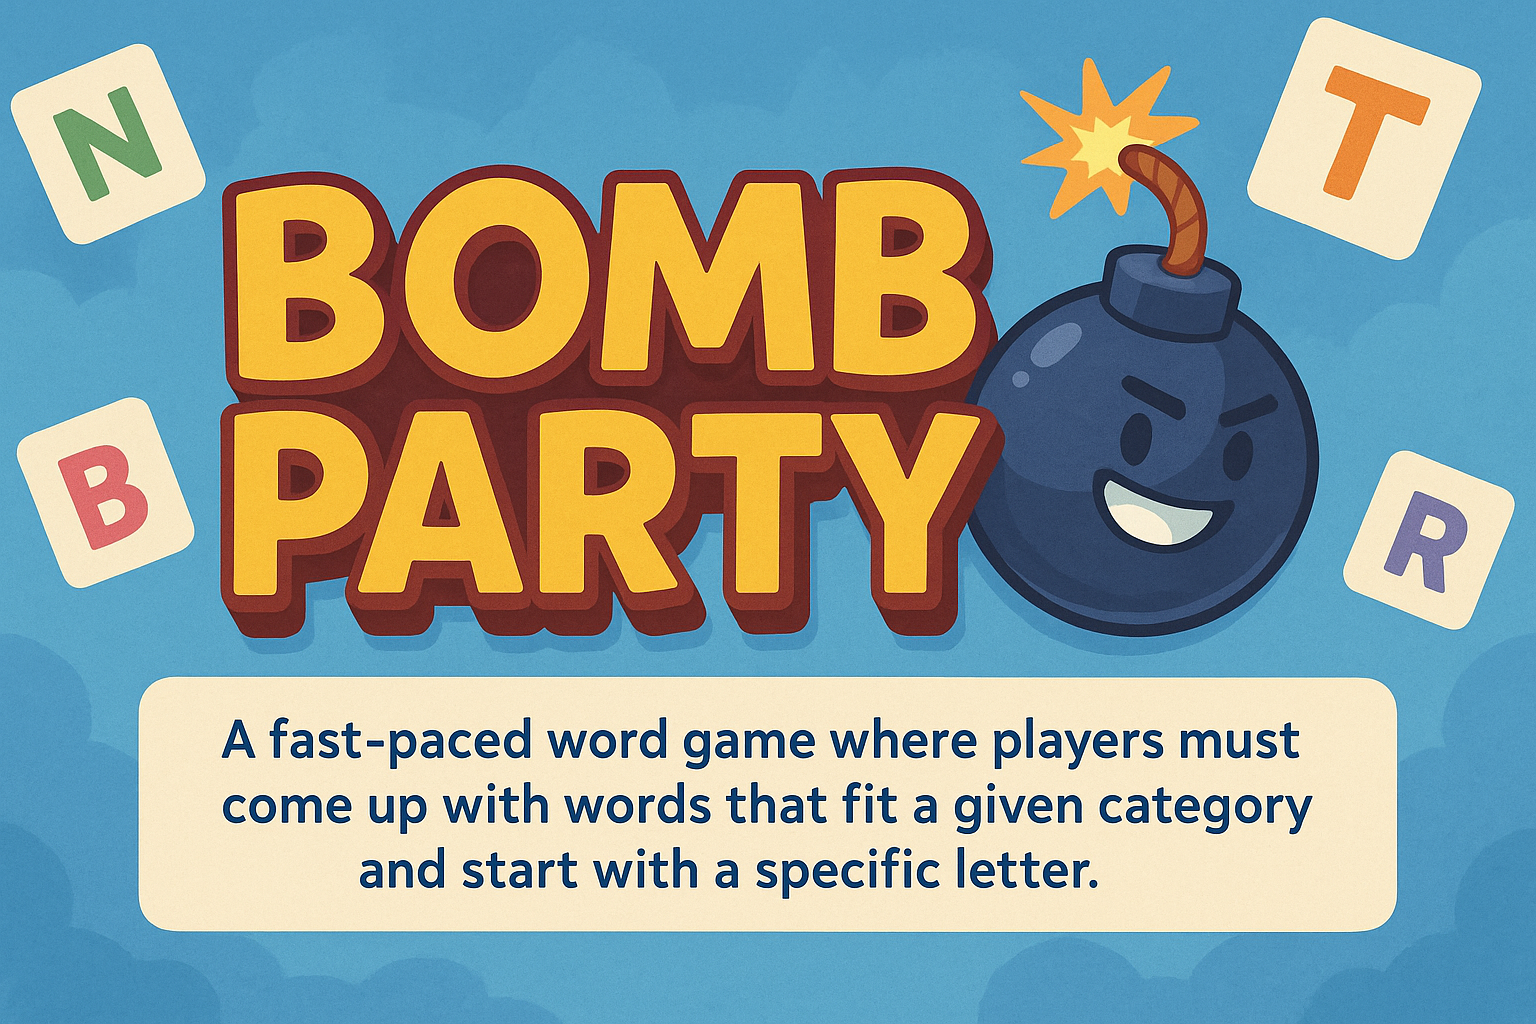 N
T
BOMB
PARTY
B
R
A fast-paced word game where players must
come up with words that fit a given category
and start with a specific letter.